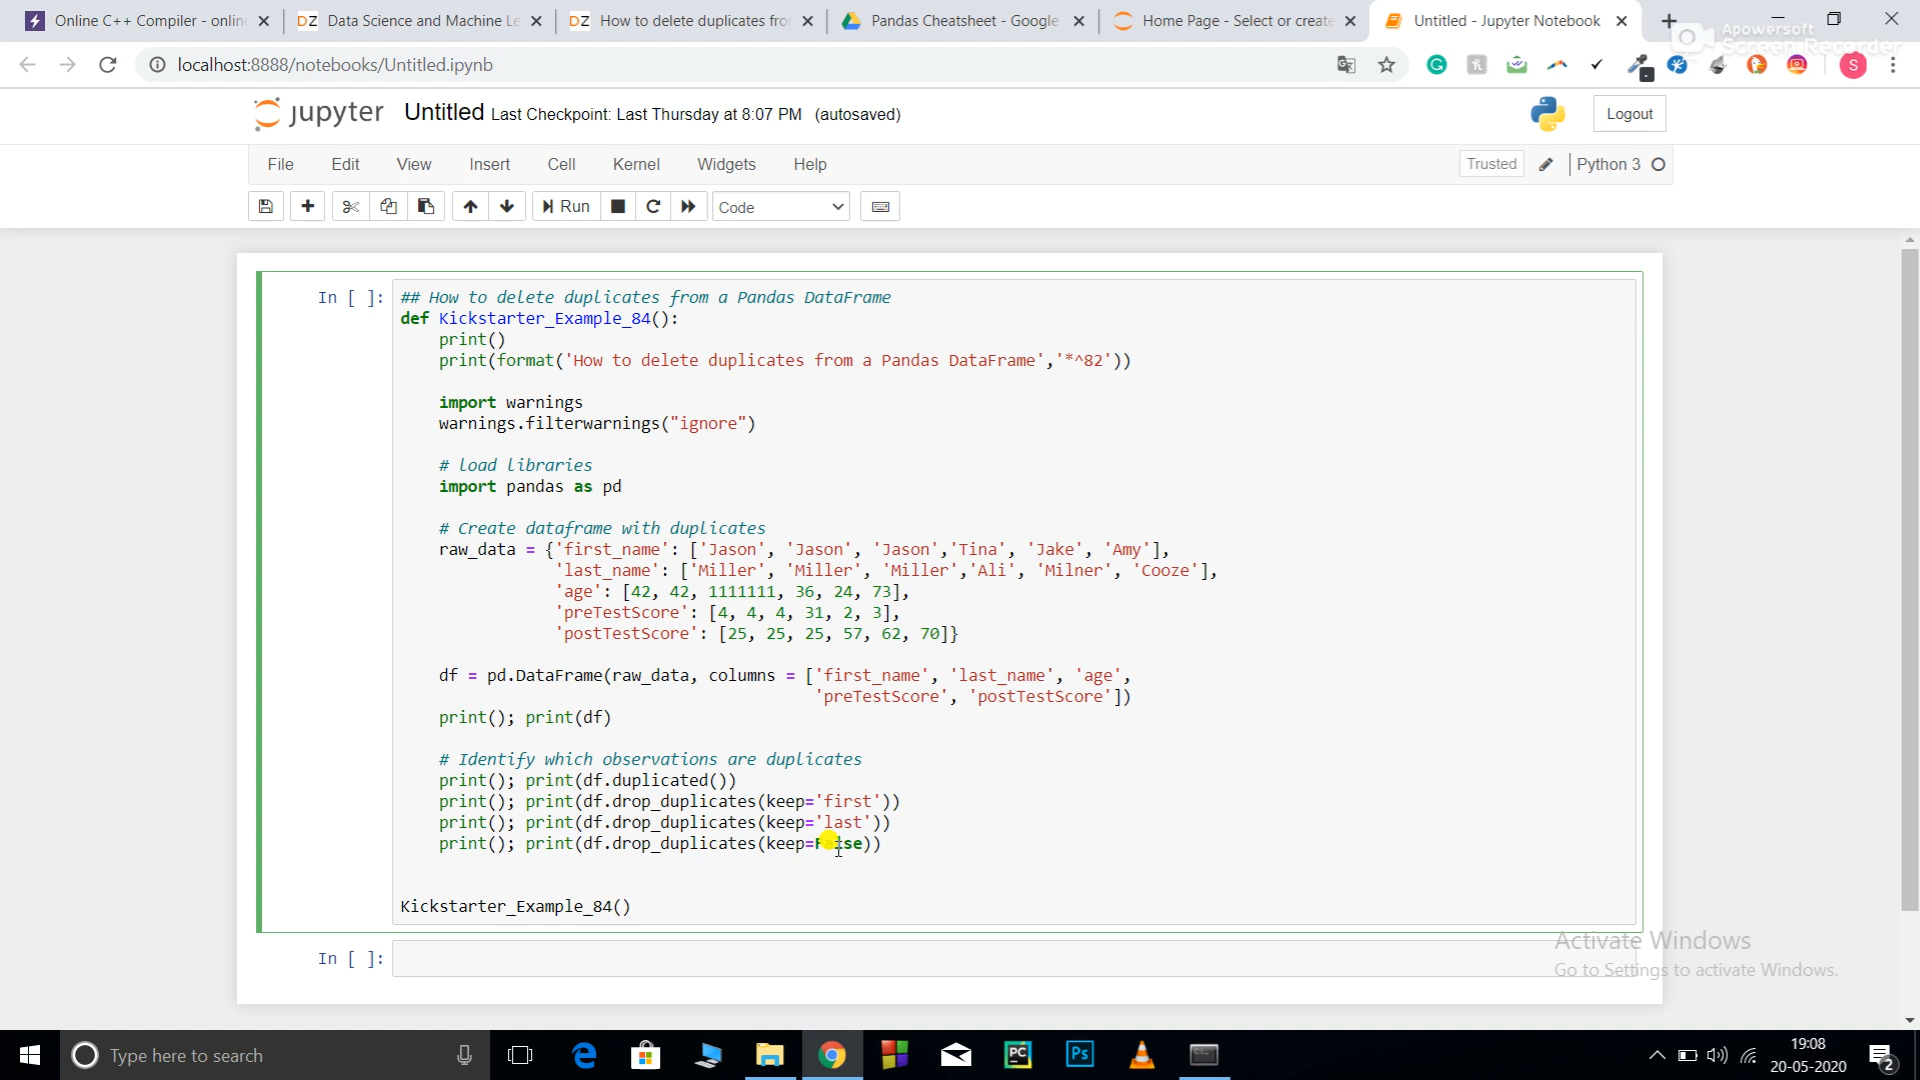 Online C++ Compiler - online
DZ Data Science and Machine Le
DZ How to delete duplicates fro
Pandas Cheatsheet - Google
Home Page - Select or create
Untitled - Jupyter Notebook
Apowersoft
Screen Recorder
localhost:8888/notebooks/Untitled.ipynb
S
jupyter Untitled Last Checkpoint: Last Thursday at 8:07 PM (autosaved)
Logout
File Edit View Insert Cell Kernel Widgets Help
Trusted Python 3
Run Code
In [ ]:
## How to delete duplicates from a Pandas DataFrame
def Kickstarter_Example_84():
print()
print(format('How to delete duplicates from a Pandas DataFrame','*^82'))
import warnings
warnings.filterwarnings("ignore")
# load libraries
import pandas as pd
# Create dataframe with duplicates
raw_data = {'first_name': ['Jason', 'Jason', 'Jason','Tina', 'Jake', 'Amy'],
'last_name': ['Miller', 'Miller', 'Miller','Ali', 'Milner', 'Cooze'],
'age': [42, 42, 1111111, 36, 24, 73],
'preTestScore': [4, 4, 4, 31, 2, 3],
'postTestScore': [25, 25, 25, 57, 62, 70]}
df = pd.DataFrame(raw_data, columns = ['first_name', 'last_name', 'age',
'preTestScore', 'postTestScore'])
print(); print(df)
# Identify which observations are duplicates
print(); print(df.duplicated())
print(); print(df.drop_duplicates(keep='first'))
print(); print(df.drop_duplicates(keep='last'))
print(); print(df.drop_duplicates(keep=False))
Kickstarter_Example_84()
In [ ]:
Activate Windows
Go to Settings to activate Windows.
Type here to search
PC
Ps
19:08
20-05-2020
2